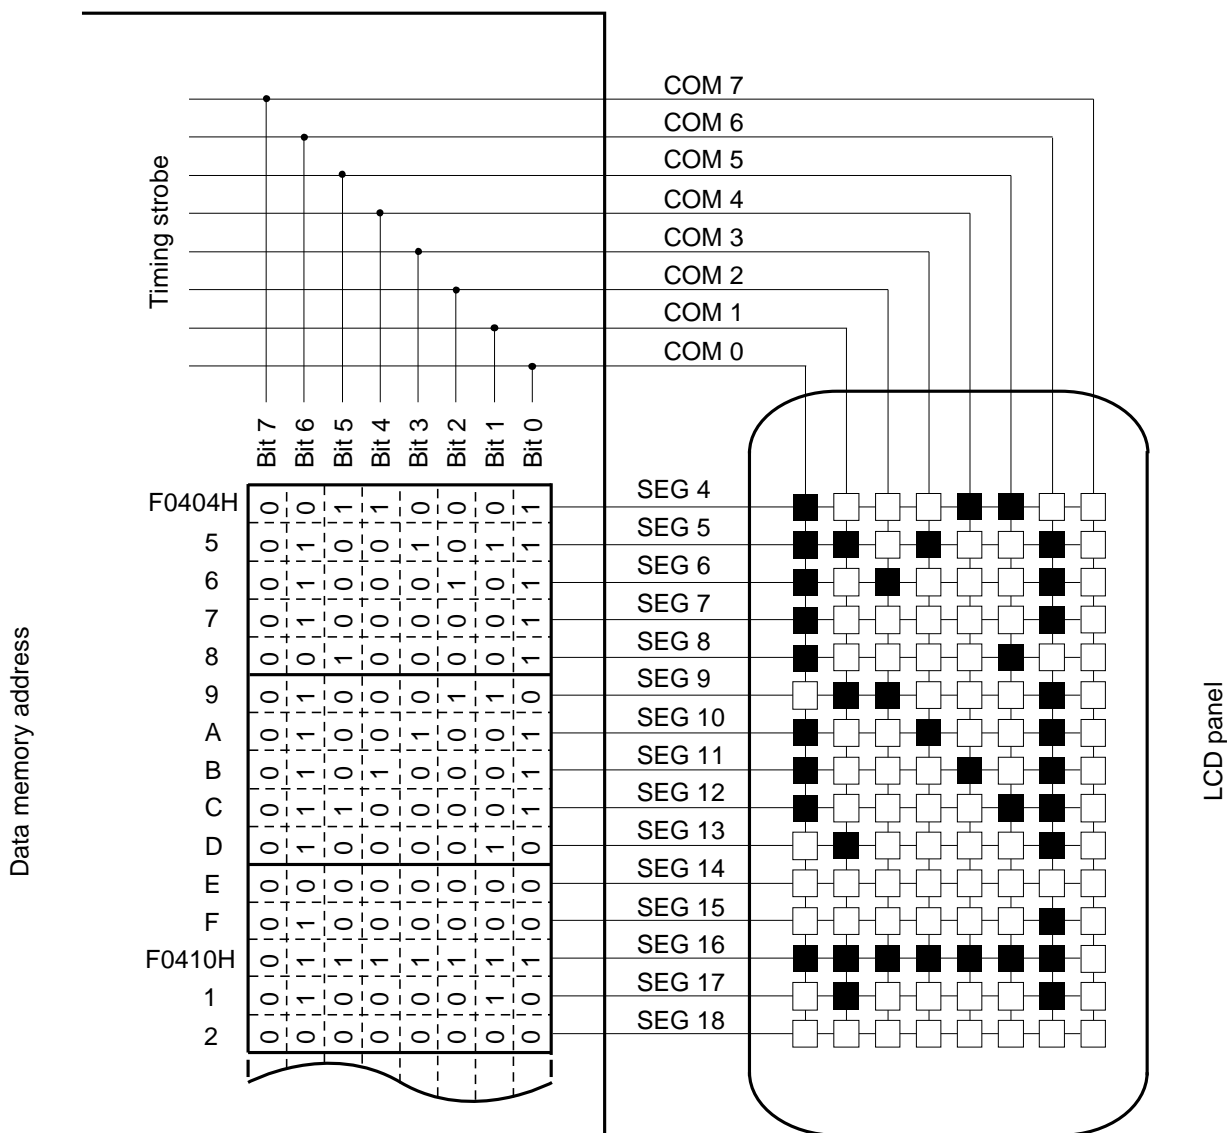 COM 7
COM 6
COM 5
COM 4
COM 3
COM 2
COM 1
COM 0
Timing strobe
Bit 7 Bit 6 Bit 5 Bit 4 Bit 3 Bit 2 Bit 1 Bit 0
F0404H 0 0 1 1 0 0 0 1 SEG 4
5 0 1 0 0 1 0 1 1 SEG 5
6 0 1 0 0 0 1 0 1 SEG 6
7 0 1 0 0 0 0 0 1 SEG 7
8 0 0 1 0 0 0 0 1 SEG 8
9 0 1 0 0 0 1 1 0 SEG 9
A 0 1 0 0 1 0 0 1 SEG 10
B 0 1 0 1 0 0 0 1 SEG 11
C 0 1 1 0 0 0 0 1 SEG 12
D 0 1 0 0 0 0 1 0 SEG 13
E 0 0 0 0 0 0 0 0 SEG 14
F 0 1 0 0 0 0 0 0 SEG 15
F0410H 0 1 1 1 1 1 1 1 SEG 16
1 0 1 0 0 0 0 1 0 SEG 17
2 0 0 0 0 0 0 0 0 SEG 18
Data memory address
LCD panel